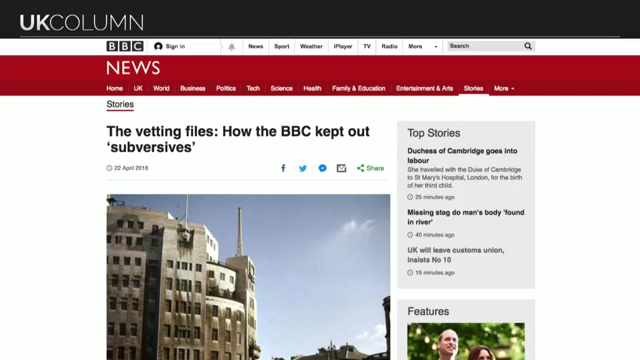 UKCOLUMN
BBC Sign in News Sport Weather iPlayer TV Radio More Search
NEWS
Home UK World Business Politics Tech Science Health Family & Education Entertainment & Arts Stories More
Stories
The vetting files: How the BBC kept out
‘subversives’
22 April 2018
Share
Top Stories
Duchess of Cambridge goes into
labour
She travelled with the Duke of Cambridge
to St Mary's Hospital, London, for the birth
of her third child.
25 minutes ago
Missing stag do man's body 'found
in river'
40 minutes ago
UK will leave customs union,
insists No 10
19 minutes ago
Features